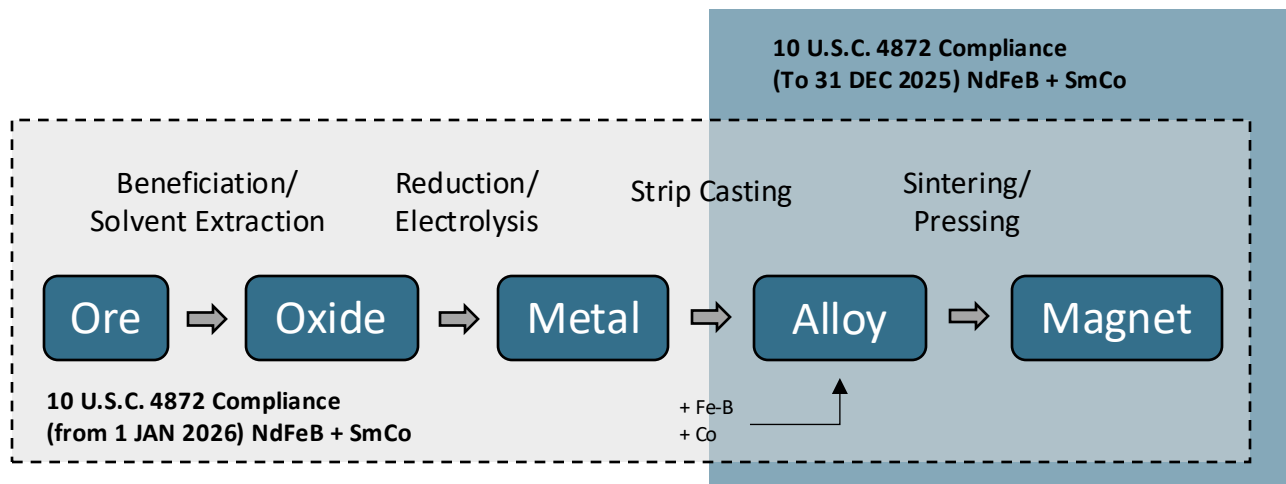 10 U.S.C. 4872 Compliance
(To 31 DEC 2025) NdFeB + SmCo
Beneficiation/
Solvent Extraction
Reduction/
Electrolysis
Strip Casting
Sintering/
Pressing
Ore
Oxide
Metal
Alloy
Magnet
10 U.S.C. 4872 Compliance
(from 1 JAN 2026) NdFeB + SmCo
+ Fe-B
+ Co